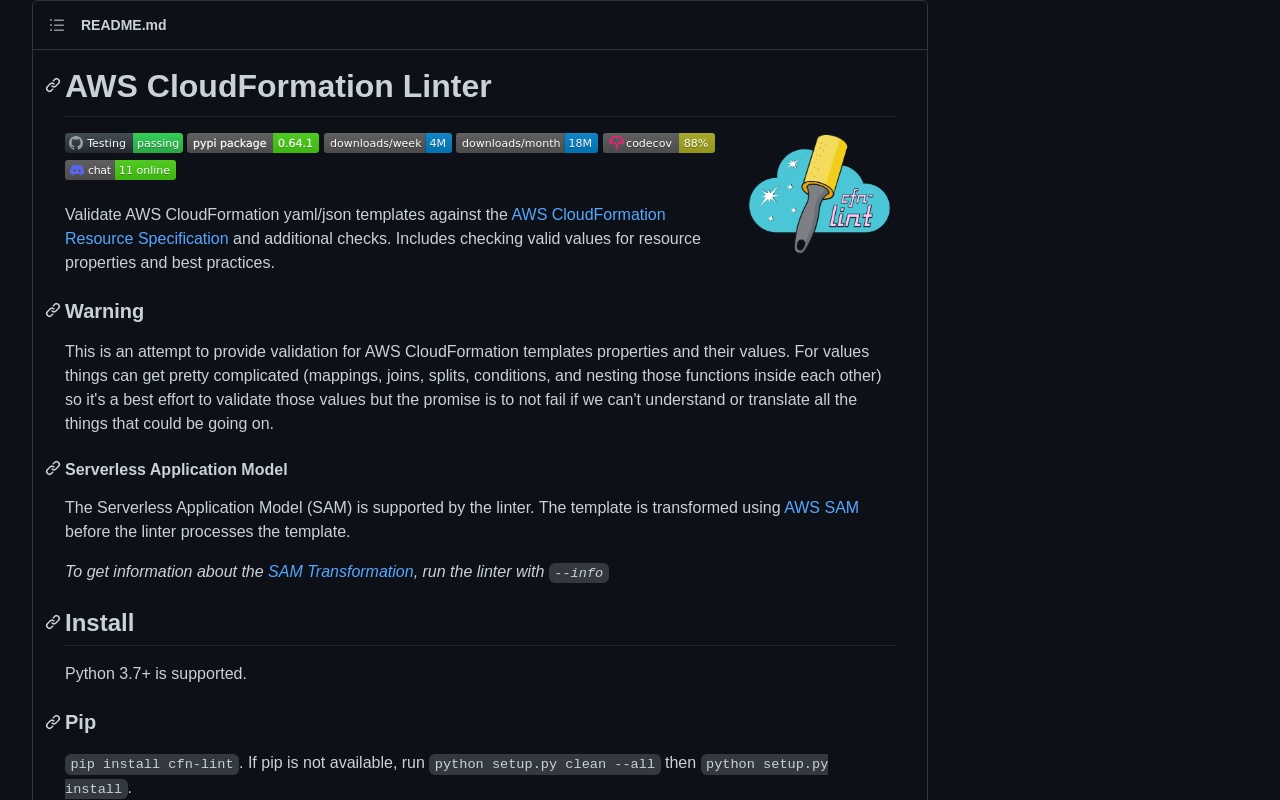 README.md
AWS CloudFormation Linter
Testing passing pypi package 0.64.1 downloads/week 4M downloads/month 18M codecov 88%
chat 11 online
cfn-
lint
Validate AWS CloudFormation yaml/json templates against the AWS CloudFormation
Resource Specification and additional checks. Includes checking valid values for resource
properties and best practices.
Warning
This is an attempt to provide validation for AWS CloudFormation templates properties and their values. For values
things can get pretty complicated (mappings, joins, splits, conditions, and nesting those functions inside each other)
so it's a best effort to validate those values but the promise is to not fail if we can't understand or translate all the
things that could be going on.
Serverless Application Model
The Serverless Application Model (SAM) is supported by the linter. The template is transformed using AWS SAM
before the linter processes the template.
To get information about the SAM Transformation, run the linter with --info
Install
Python 3.7+ is supported.
Pip
pip install cfn-lint. If pip is not available, run python setup.py clean --all then python setup.py
install.